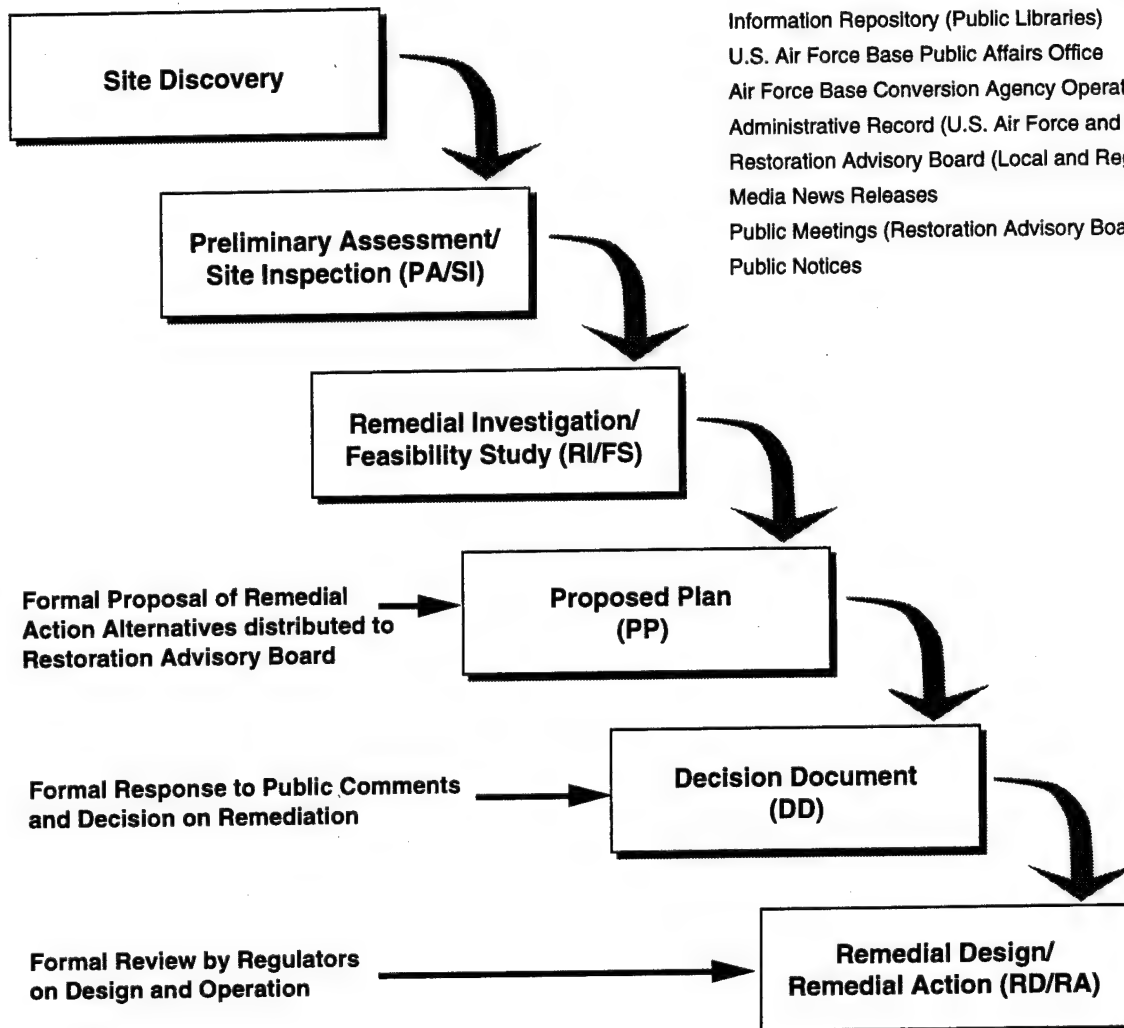 Site Discovery
Information Repository (Public Libraries)
U.S. Air Force Base Public Affairs Office
Air Force Base Conversion Agency
Administrative Record (U.S. Air Force and
Restoration Advisory Board (Local and
Media News Releases
Public Meetings (Restoration Advisory
Public Notices
Preliminary Assessment/
Site Inspection (PA/SI)
Remedial Investigation/
Feasibility Study (RI/FS)
Formal Proposal of Remedial
Action Alternatives distributed to
Restoration Advisory Board
Proposed Plan
(PP)
Formal Response to Public Comments
and Decision on Remediation
Decision Document
(DD)
Formal Review by Regulators
on Design and Operation
Remedial Design/
Remedial Action (RD/RA)